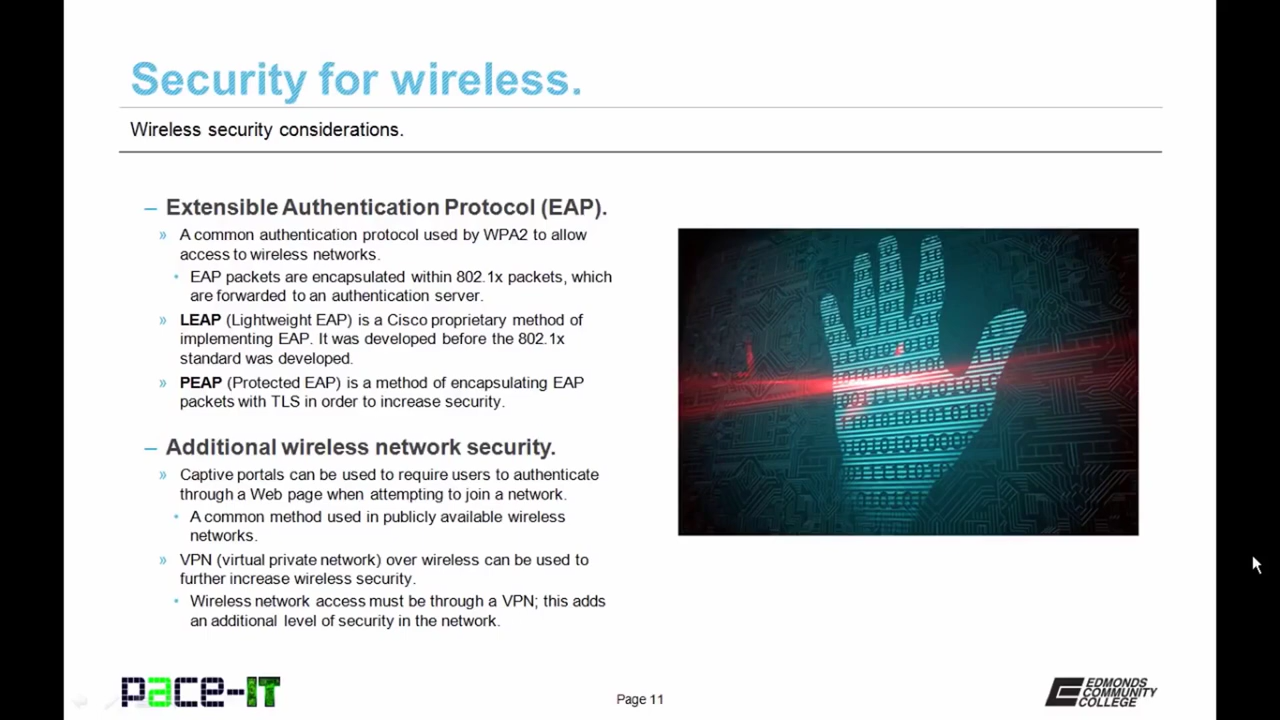 Security for wireless.
Wireless security considerations.
– Extensible Authentication Protocol (EAP).
» A common authentication protocol used by WPA2 to allow
access to wireless networks.
• EAP packets are encapsulated within 802.1x packets, which
are forwarded to an authentication server.
» LEAP (Lightweight EAP) is a Cisco proprietary method of
implementing EAP. It was developed before the 802.1x
standard was developed.
» PEAP (Protected EAP) is a method of encapsulating EAP
packets with TLS in order to increase security.
– Additional wireless network security.
» Captive portals can be used to require users to authenticate
through a Web page when attempting to join a network.
• A common method used in publicly available wireless
networks.
» VPN (virtual private network) over wireless can be used to
further increase wireless security.
• Wireless network access must be through a VPN; this adds
an additional level of security in the network.
pace-IT
Page 11
EDMONDS
COMMUNITY
COLLEGE